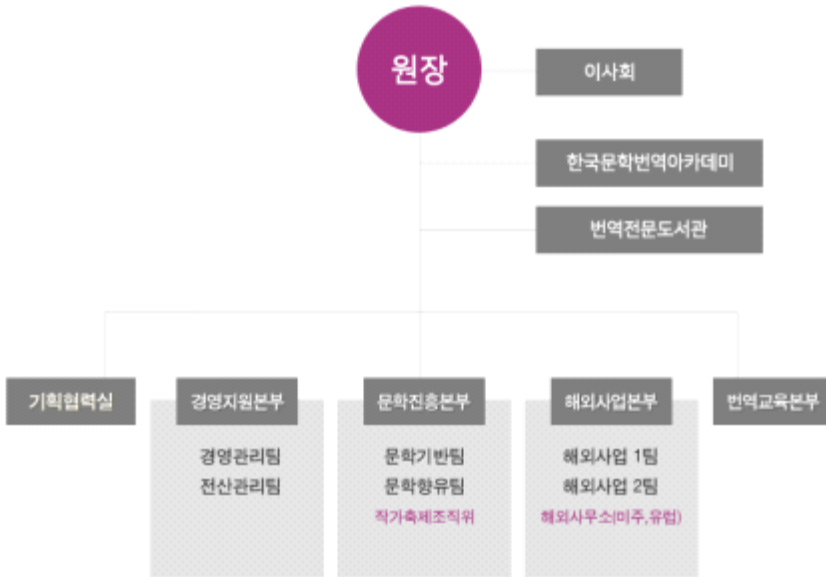 원장
이사회
한국문학번역아카데미
번역전문도서관
기획협력실
경영지원본부
경영관리팀
전산관리팀
문학진흥본부
문학기반팀
문학향유팀
작가축제조직위
해외사업본부
해외사업 1팀
해외사업 2팀
해외사무소(미주,유럽)
번역교육본부